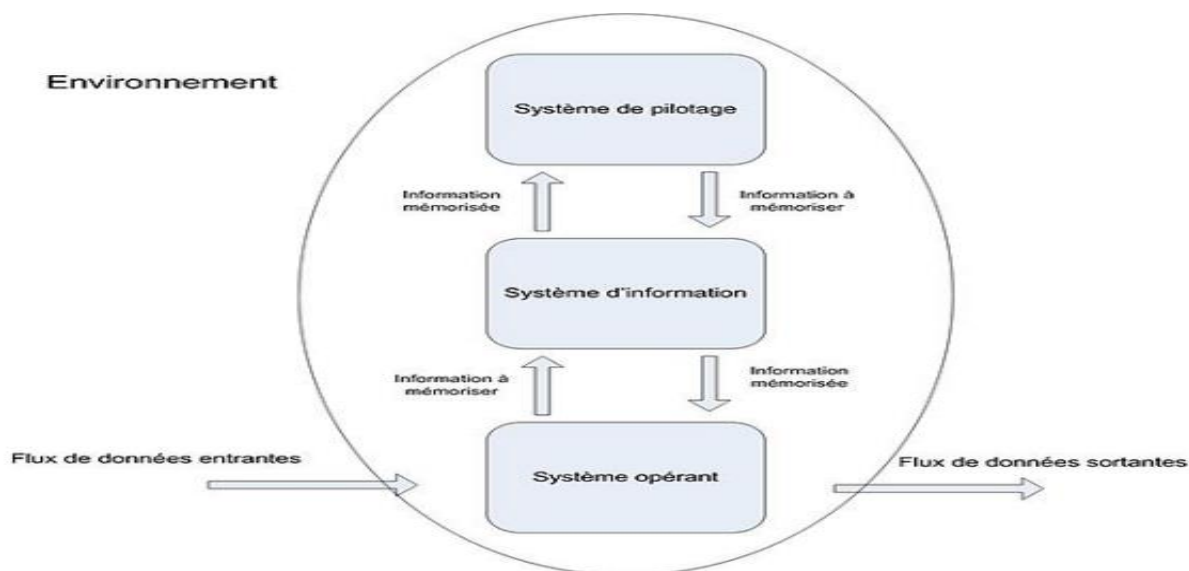 Environnement
Système de pilotage
Information
mémorisée
Information à
mémoriser
Système d'information
Information à
mémoriser
Information
mémorisée
Flux de données entrantes
Système opérant
Flux de données sortantes